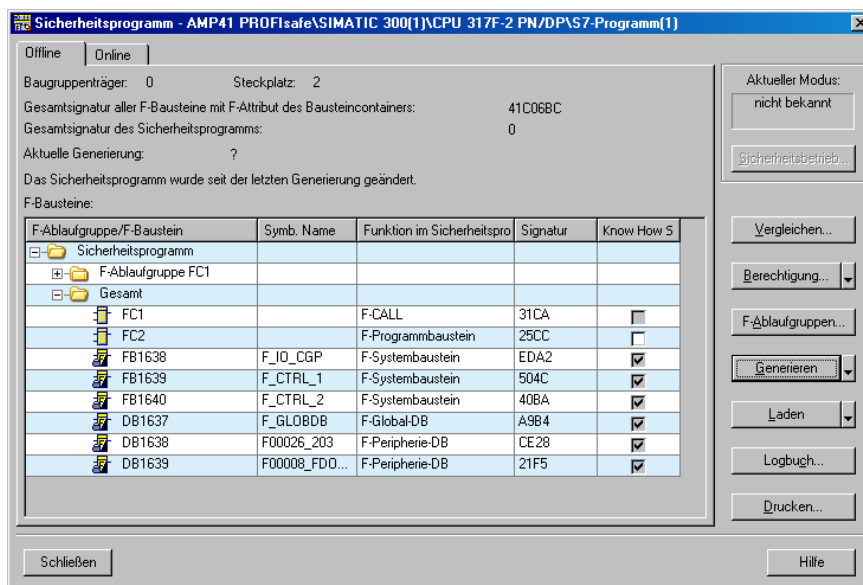 Sicherheitsprogramm - AMP41 PROFIsafe\SIMATIC 300(1)\CPU 317F-2 PN/DP\S7-Programm(1)
Offline Online
Baugruppenträger: 0 Steckplatz: 2
Gesamtsignatur aller F-Bausteine mit F-Attribut des Bausteincontainers: 41C06BC
Gesamtsignatur des Sicherheitsprogramms: 0
Aktuelle Generierung: ?
Das Sicherheitsprogramm wurde seit der letzten Generierung geändert.
F-Bausteine:
F-Ablaufgruppe/F-Baustein Symb. Name Funktion im Sicherheitspro Signatur Know How S
Sicherheitsprogramm
F-Ablaufgruppe FC1
Gesamt
FC1 F-CALL 31CA
FC2 F-Programmbaustein 25CC
FB1638 F_IO_CGP F-Systembaustein EDA2
FB1639 F_CTRL_1 F-Systembaustein 504C
FB1640 F_CTRL_2 F-Systembaustein 40BA
DB1637 F_GLOBDB F-Global-DB A9B4
DB1638 F00026_203 F-Peripherie-DB CE28
DB1639 F00008_FDO... F-Peripherie-DB 21F5
Aktueller Modus:
nicht bekannt
Sicherheitsbetrieb...
Vergleichen...
Berechtigung...
F-Ablaufgruppen...
Generieren
Laden
Logbuch...
Drucken...
Schließen Hilfe